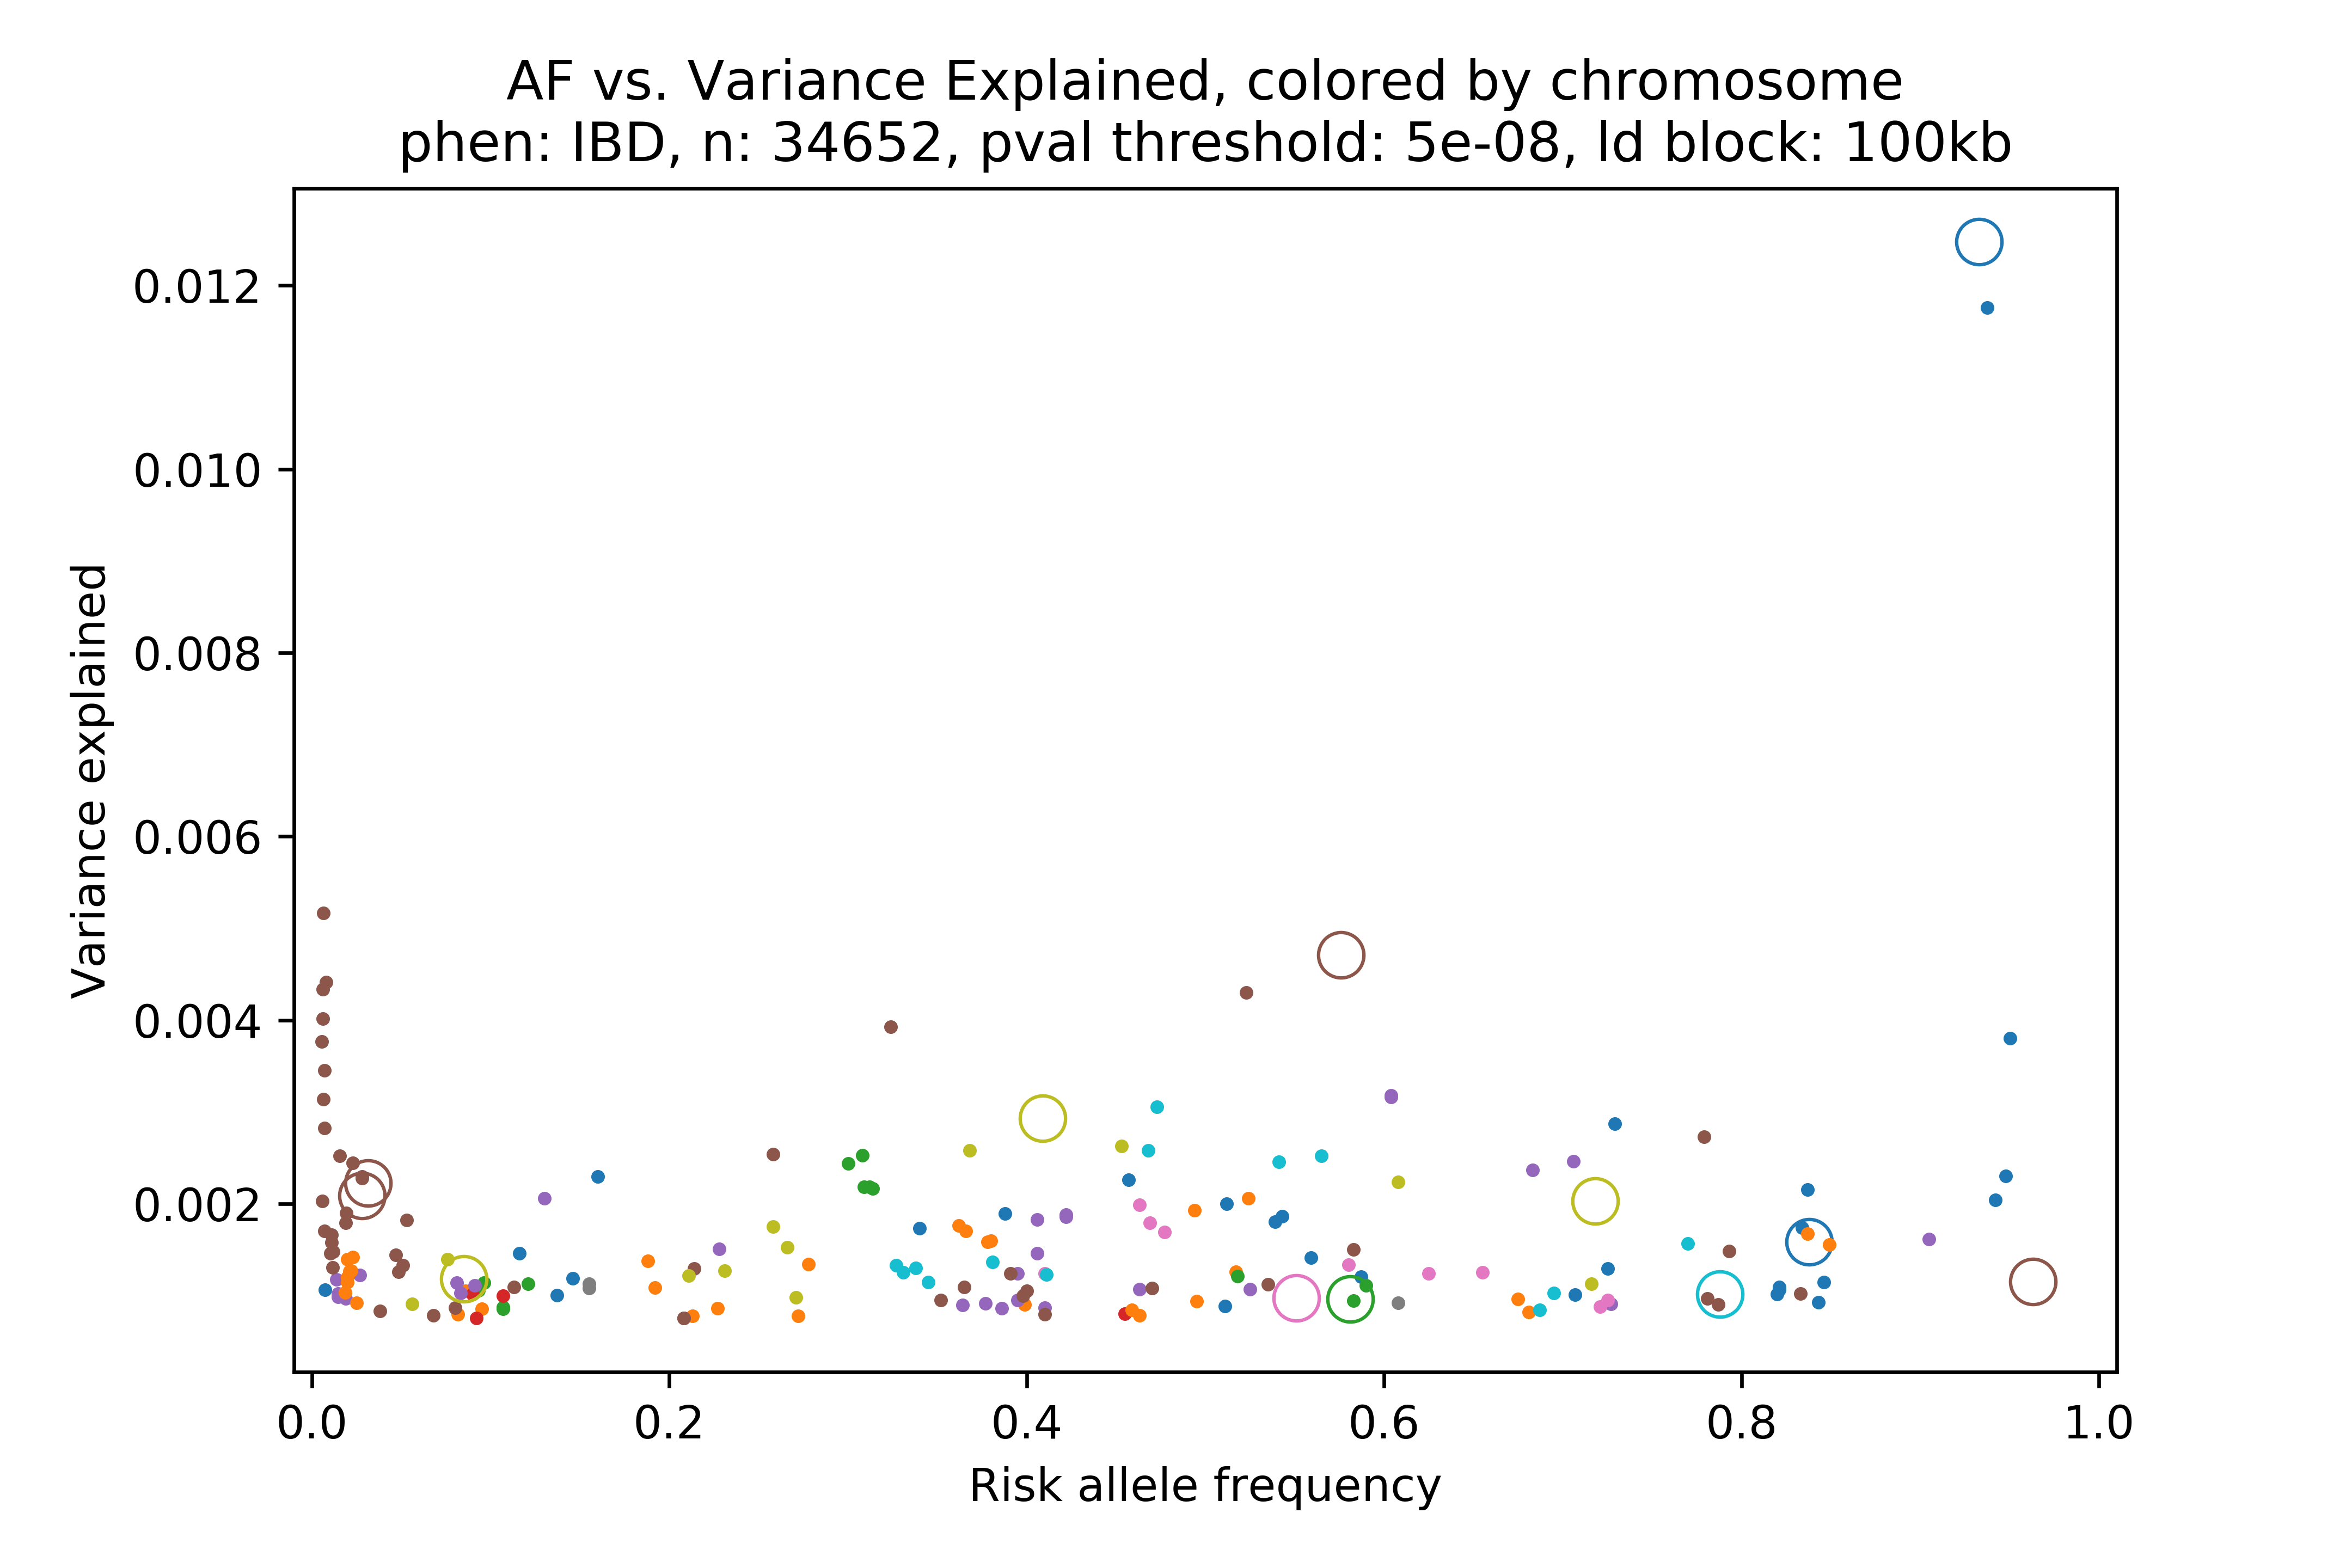 AF vs. Variance Explained, colored by chromosome
phen: IBD, n: 34652, pval threshold: 5e-08, ld block: 100kb
Variance explained
0.012
0.010
0.008
0.006
0.004
0.002
0.0 0.2 0.4 0.6 0.8 1.0
Risk allele frequency